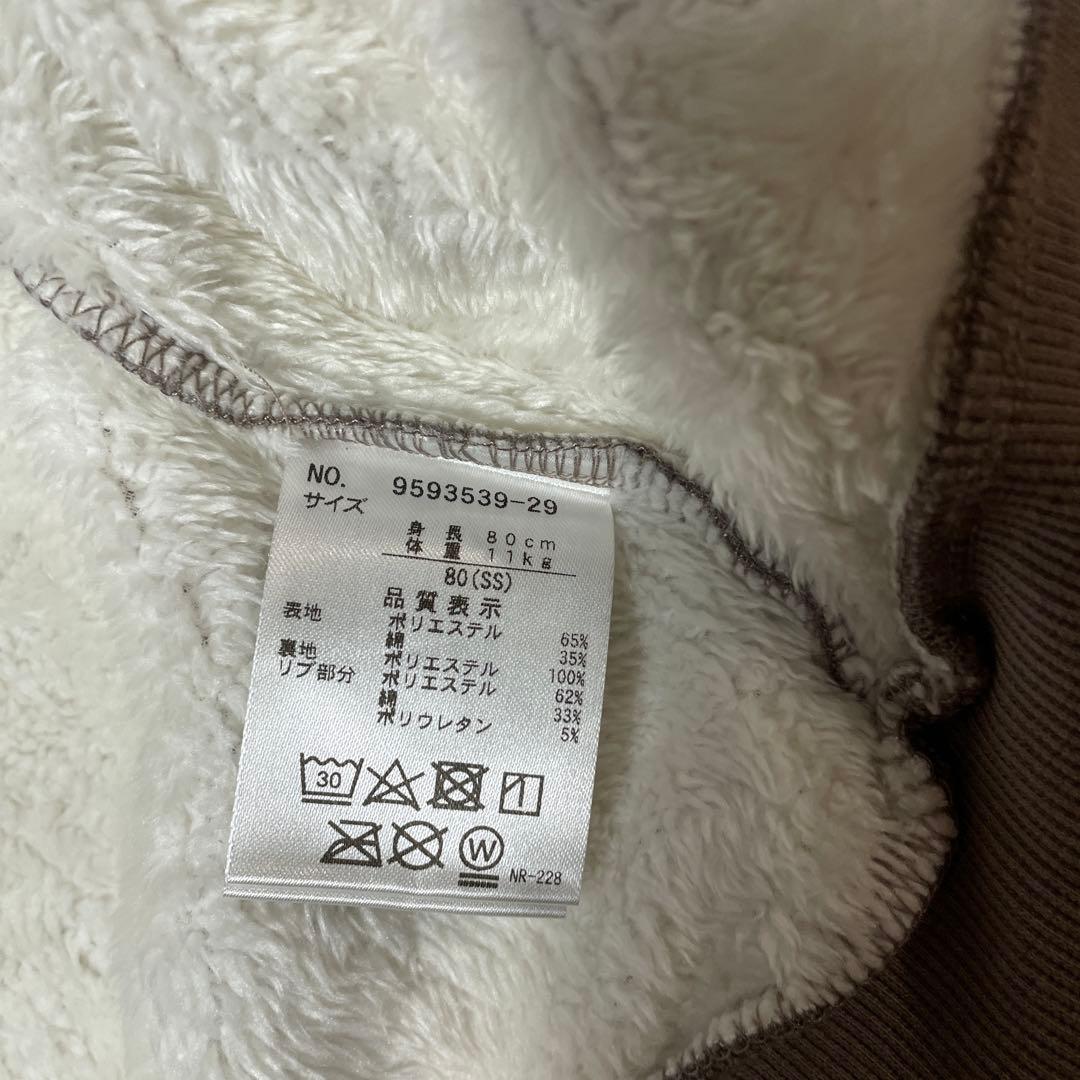 NO. 9593539-29
サイズ
身長 80cm
体重 11kg
80(SS)
品質表示
表地 ポリエステル 65%
綿 35%
裏地 ポリエステル 100%
リブ部分 ポリエステル 62%
綿 33%
ポリウレタン 5%
30
W
NR-228